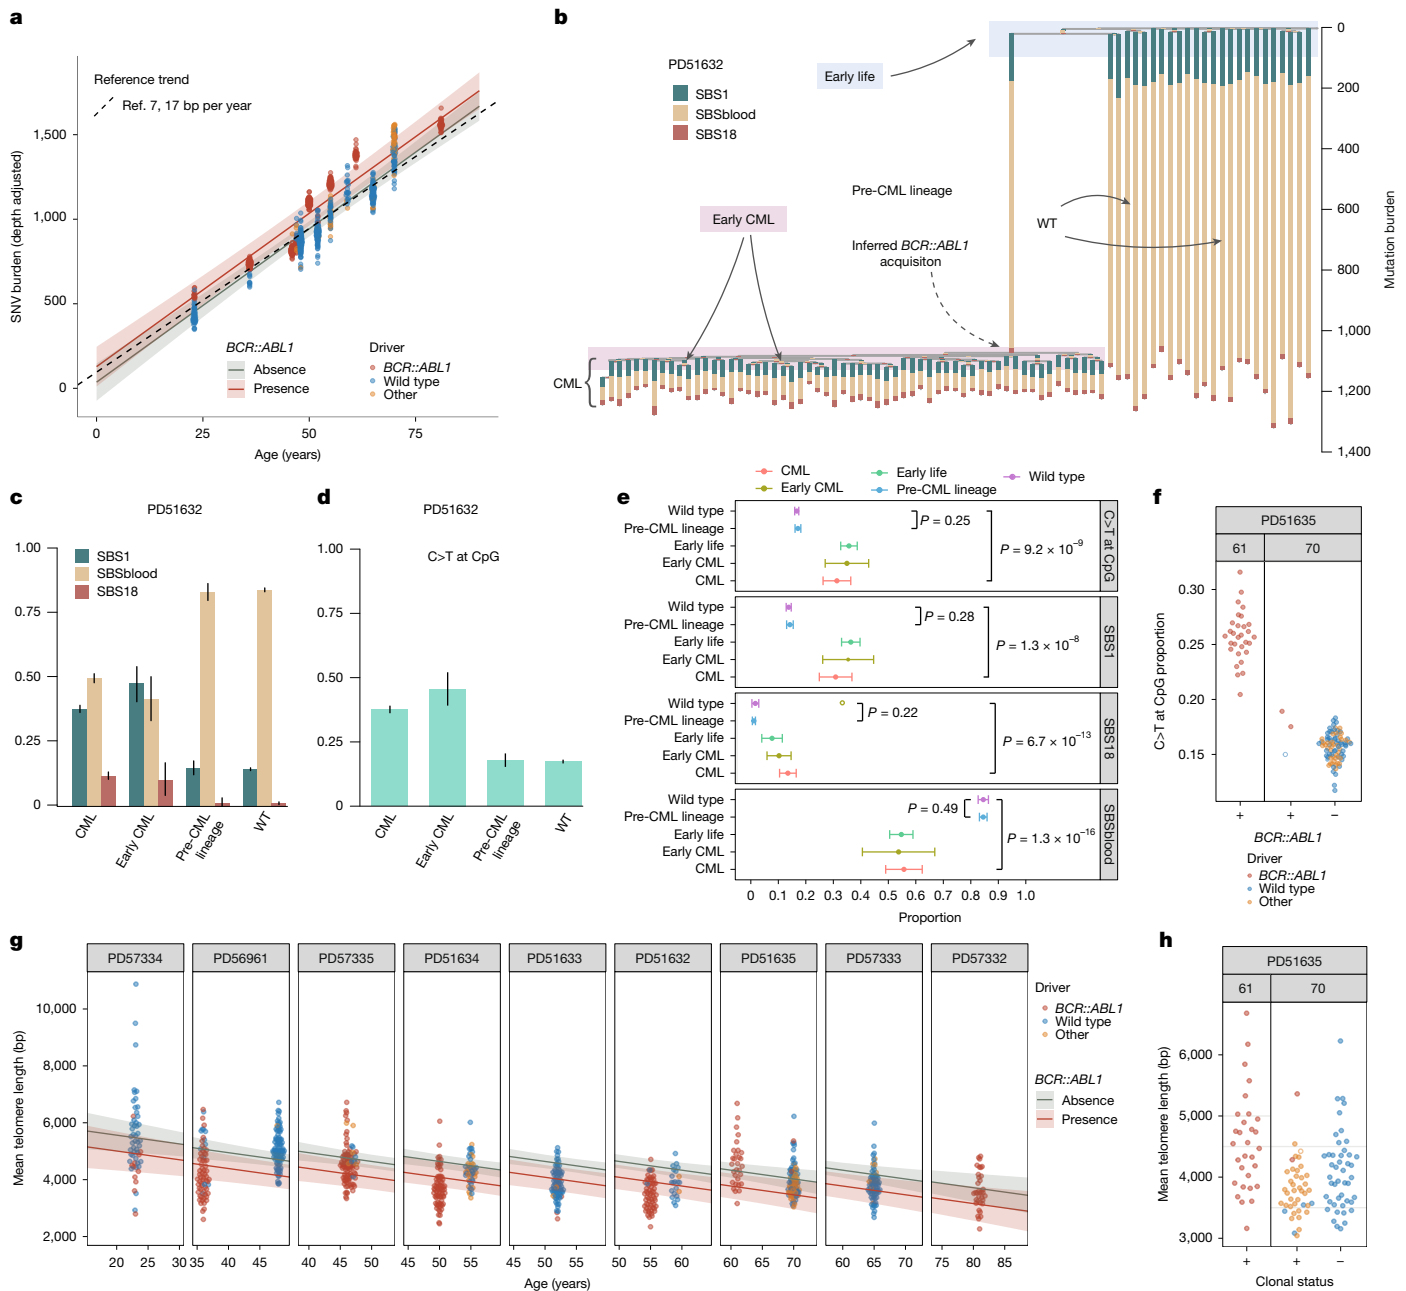 a
Reference trend
Ref. 7, 17 bp per year
SNV burden (depth adjusted)
1,500
1,000
500
0
0 25 50 75
Age (years)
BCR::ABL1
Absence
Presence
Driver
BCR::ABL1
Wild type
Other
b
PD51632
SBS1
SBSblood
SBS18
Early life
Early CML
Pre-CML lineage
Inferred BCR::ABL1
acquisiton
WT
CML
0
200
400
600
800
1,000
1,200
1,400
Mutation burden
c
PD51632
SBS1
SBSblood
SBS18
1.00
0.75
0.50
0.25
0
CML
Early CML
Pre-CML
lineage
WT
d
PD51632
C>T at CpG
1.00
0.75
0.50
0.25
0
CML
Early CML
Pre-CML
lineage
WT
e
CML
Early CML
Early life
Pre-CML lineage
Wild type
Wild type
Pre-CML lineage
Early life
Early CML
CML
P = 0.25
P = 9.2 × 10−9
C>T at CpG
Wild type
Pre-CML lineage
Early life
Early CML
CML
P = 0.28
P = 1.3 × 10−8
SBS1
Wild type
Pre-CML lineage
Early life
Early CML
CML
P = 0.22
P = 6.7 × 10−13
SBS18
Wild type
Pre-CML lineage
Early life
Early CML
CML
P = 0.49
P = 1.3 × 10−16
SBSblood
0 0.1 0.2 0.3 0.4 0.5 0.6 0.7 0.8 0.9 1.0
Proportion
f
PD51635
61 70
C>T at CpG proportion
0.30
0.25
0.20
0.15
+ + −
BCR::ABL1
Driver
BCR::ABL1
Wild type
Other
g
PD57334 PD56961 PD57335 PD51634 PD51633 PD51632 PD51635 PD57333 PD57332
Mean telomere length (bp)
10,000
8,000
6,000
4,000
2,000
20 25 30 35 40 45 40 45 50 45 50 55 45 50 55 50 55 60 60 65 70 60 65 70 75 80 85
Age (years)
Driver
BCR::ABL1
Wild type
Other
BCR::ABL1
Absence
Presence
h
PD51635
61 70
Mean telomere length (bp)
6,000
5,000
4,000
3,000
+ + −
Clonal status